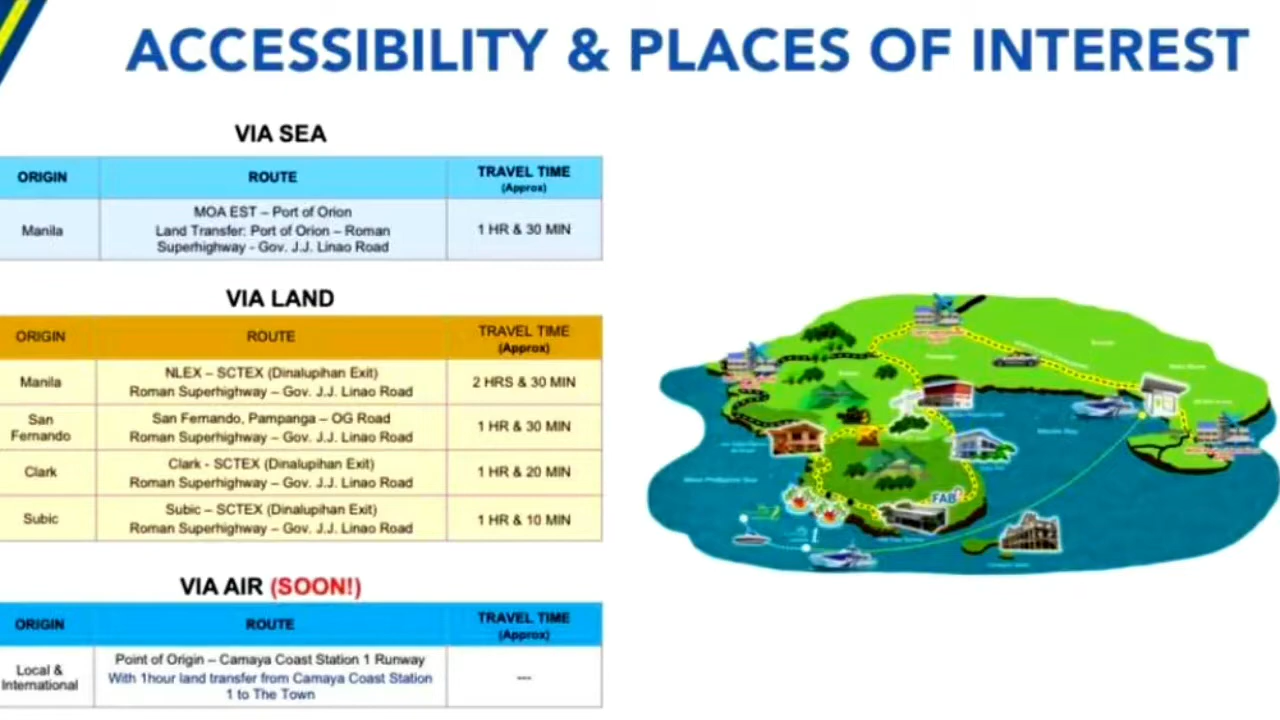 ACCESSIBILITY & PLACES OF INTEREST
VIA SEA
ORIGIN ROUTE TRAVEL TIME
(Approx)
Manila
MOA EST – Port of Orion
Land Transfer: Port of Orion – Roman
Superhighway - Gov. J.J. Linao Road
1 HR & 30 MIN
VIA LAND
ORIGIN ROUTE TRAVEL TIME
(Approx)
Manila
NLEX – SCTEX (Dinalupihan Exit)
Roman Superhighway – Gov. J.J. Linao Road
2 HRS & 30 MIN
San
Fernando
San Fernando, Pampanga – OG Road
Roman Superhighway – Gov. J.J. Linao Road
1 HR & 30 MIN
Clark
Clark - SCTEX (Dinalupihan Exit)
Roman Superhighway – Gov. J.J. Linao Road
1 HR & 20 MIN
Subic
Subic – SCTEX (Dinalupihan Exit)
Roman Superhighway – Gov. J.J. Linao Road
1 HR & 10 MIN
VIA AIR (SOON!)
ORIGIN ROUTE TRAVEL TIME
(Approx)
Local &
International
Point of Origin – Camaya Coast Station 1 Runway
With 1hour land transfer from Camaya Coast Station
1 to The Town
---
FAB